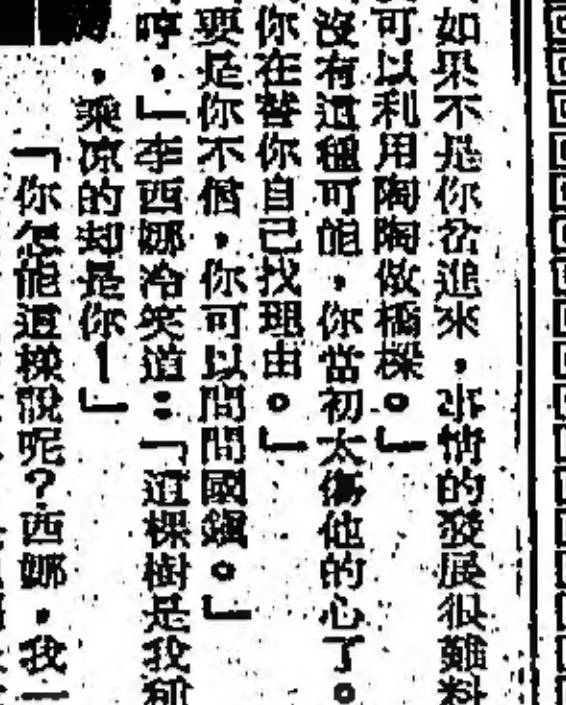 如果不是你岔進來，事情的發展很難料
可以利用陶陶做橋樑。」
沒有這種可能，你當初太傷他的心了。
你在替你自己找理由。」
要是你不信，你可以問問國鎮。」
哼，」李西娜冷笑道：「這棵樹是我種
，乘凉的却是你！」
「你怎能這樣說呢？西娜，我一